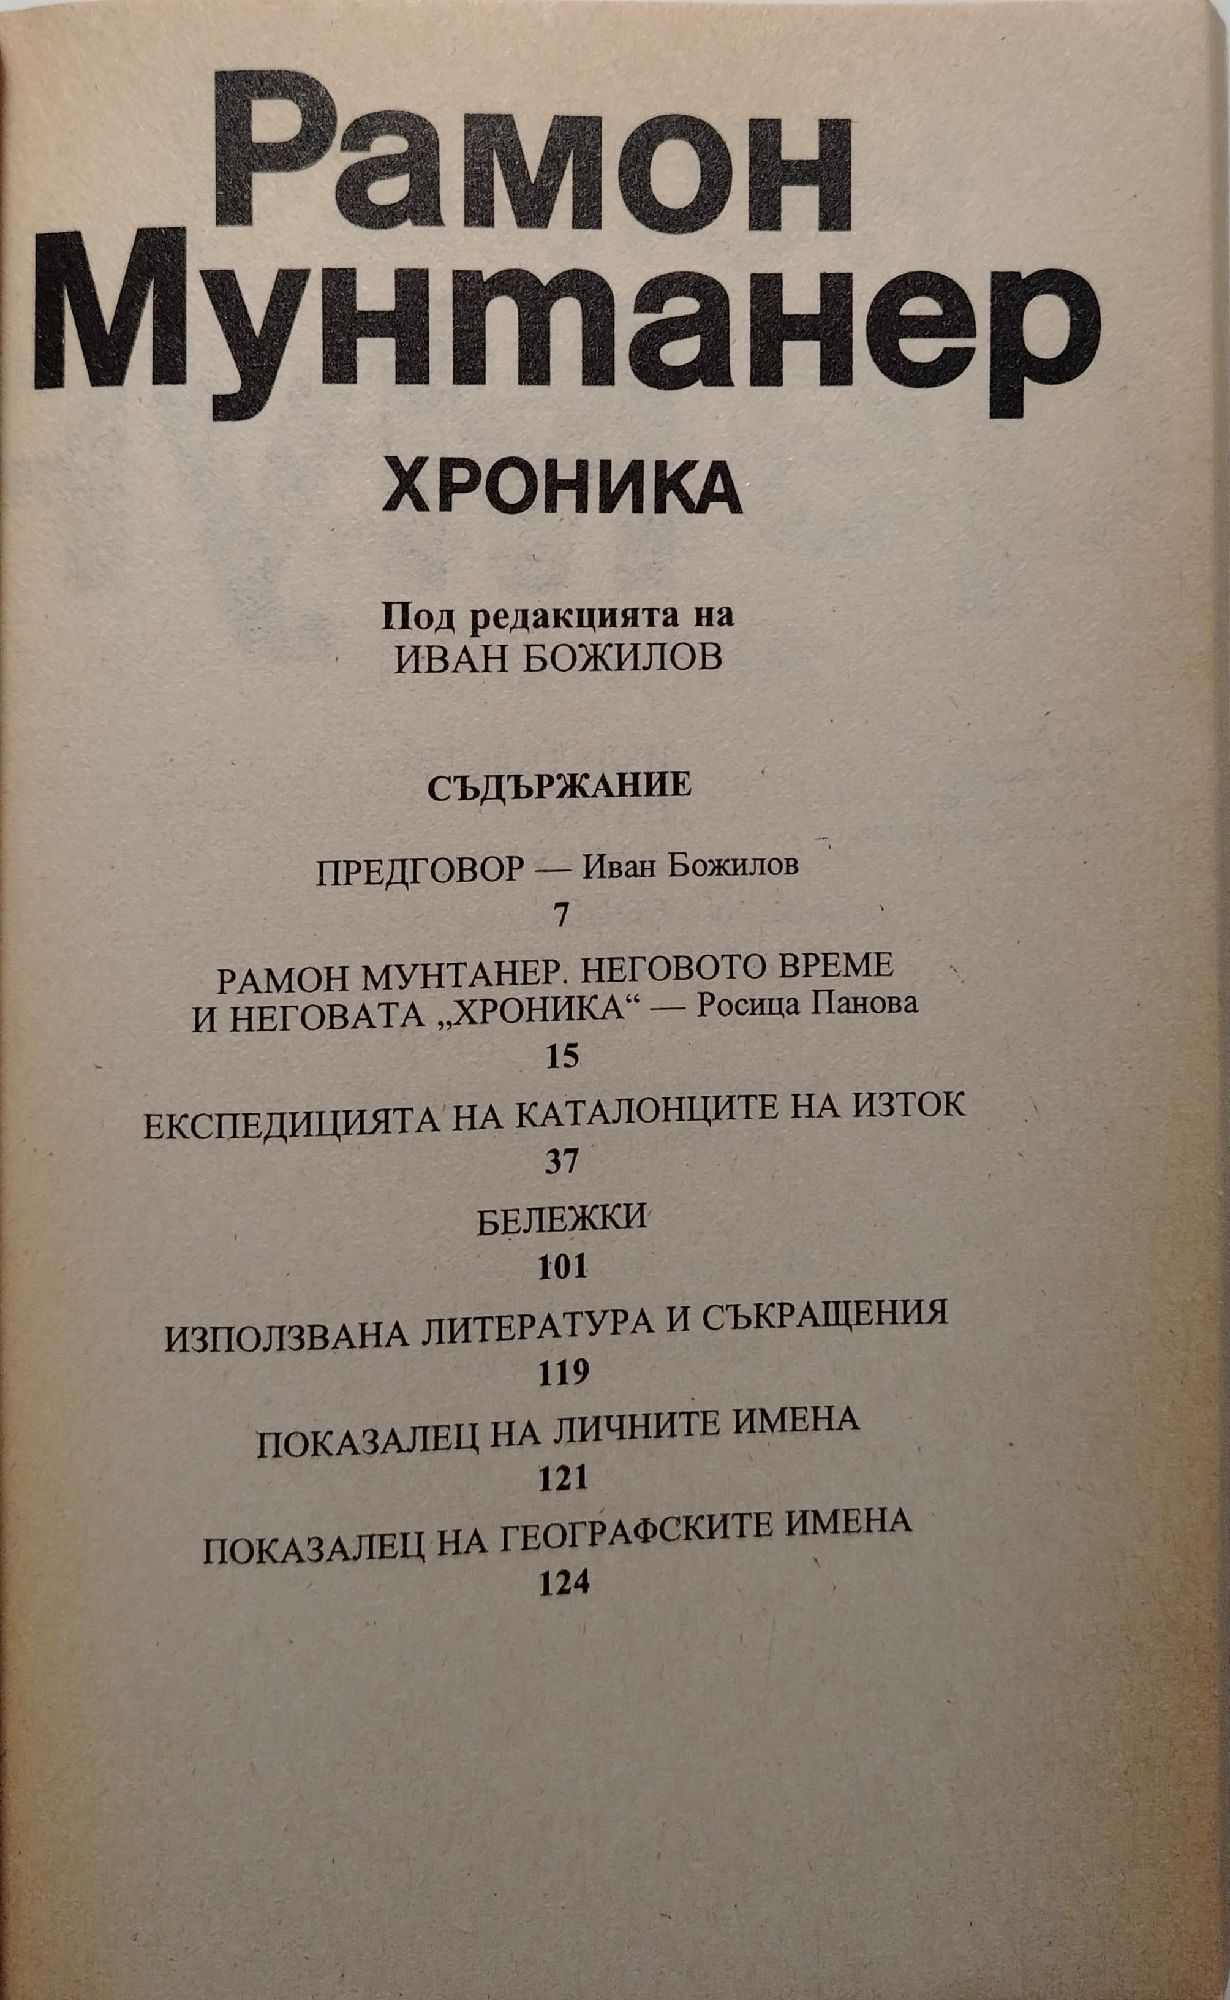 Рамон
Мунтанер
ХРОНИКА
Под редакцията на
ИВАН БОЖИЛОВ
СЪДЪРЖАНИЕ
ПРЕДГОВОР — Иван Божилов
7
РАМОН МУНТАНЕР. НЕГОВОТО ВРЕМЕ
И НЕГОВАТА „ХРОНИКА“ — Росица Панова
15
ЕКСПЕДИЦИЯТА НА КАТАЛОНЦИТЕ НА ИЗТОК
37
БЕЛЕЖКИ
101
ИЗПОЛЗВАНА ЛИТЕРАТУРА И СЪКРАЩЕНИЯ
119
ПОКАЗАЛЕЦ НА ЛИЧНИТЕ ИМЕНА
121
ПОКАЗАЛЕЦ НА ГЕОГРАФСКИТЕ ИМЕНА
124